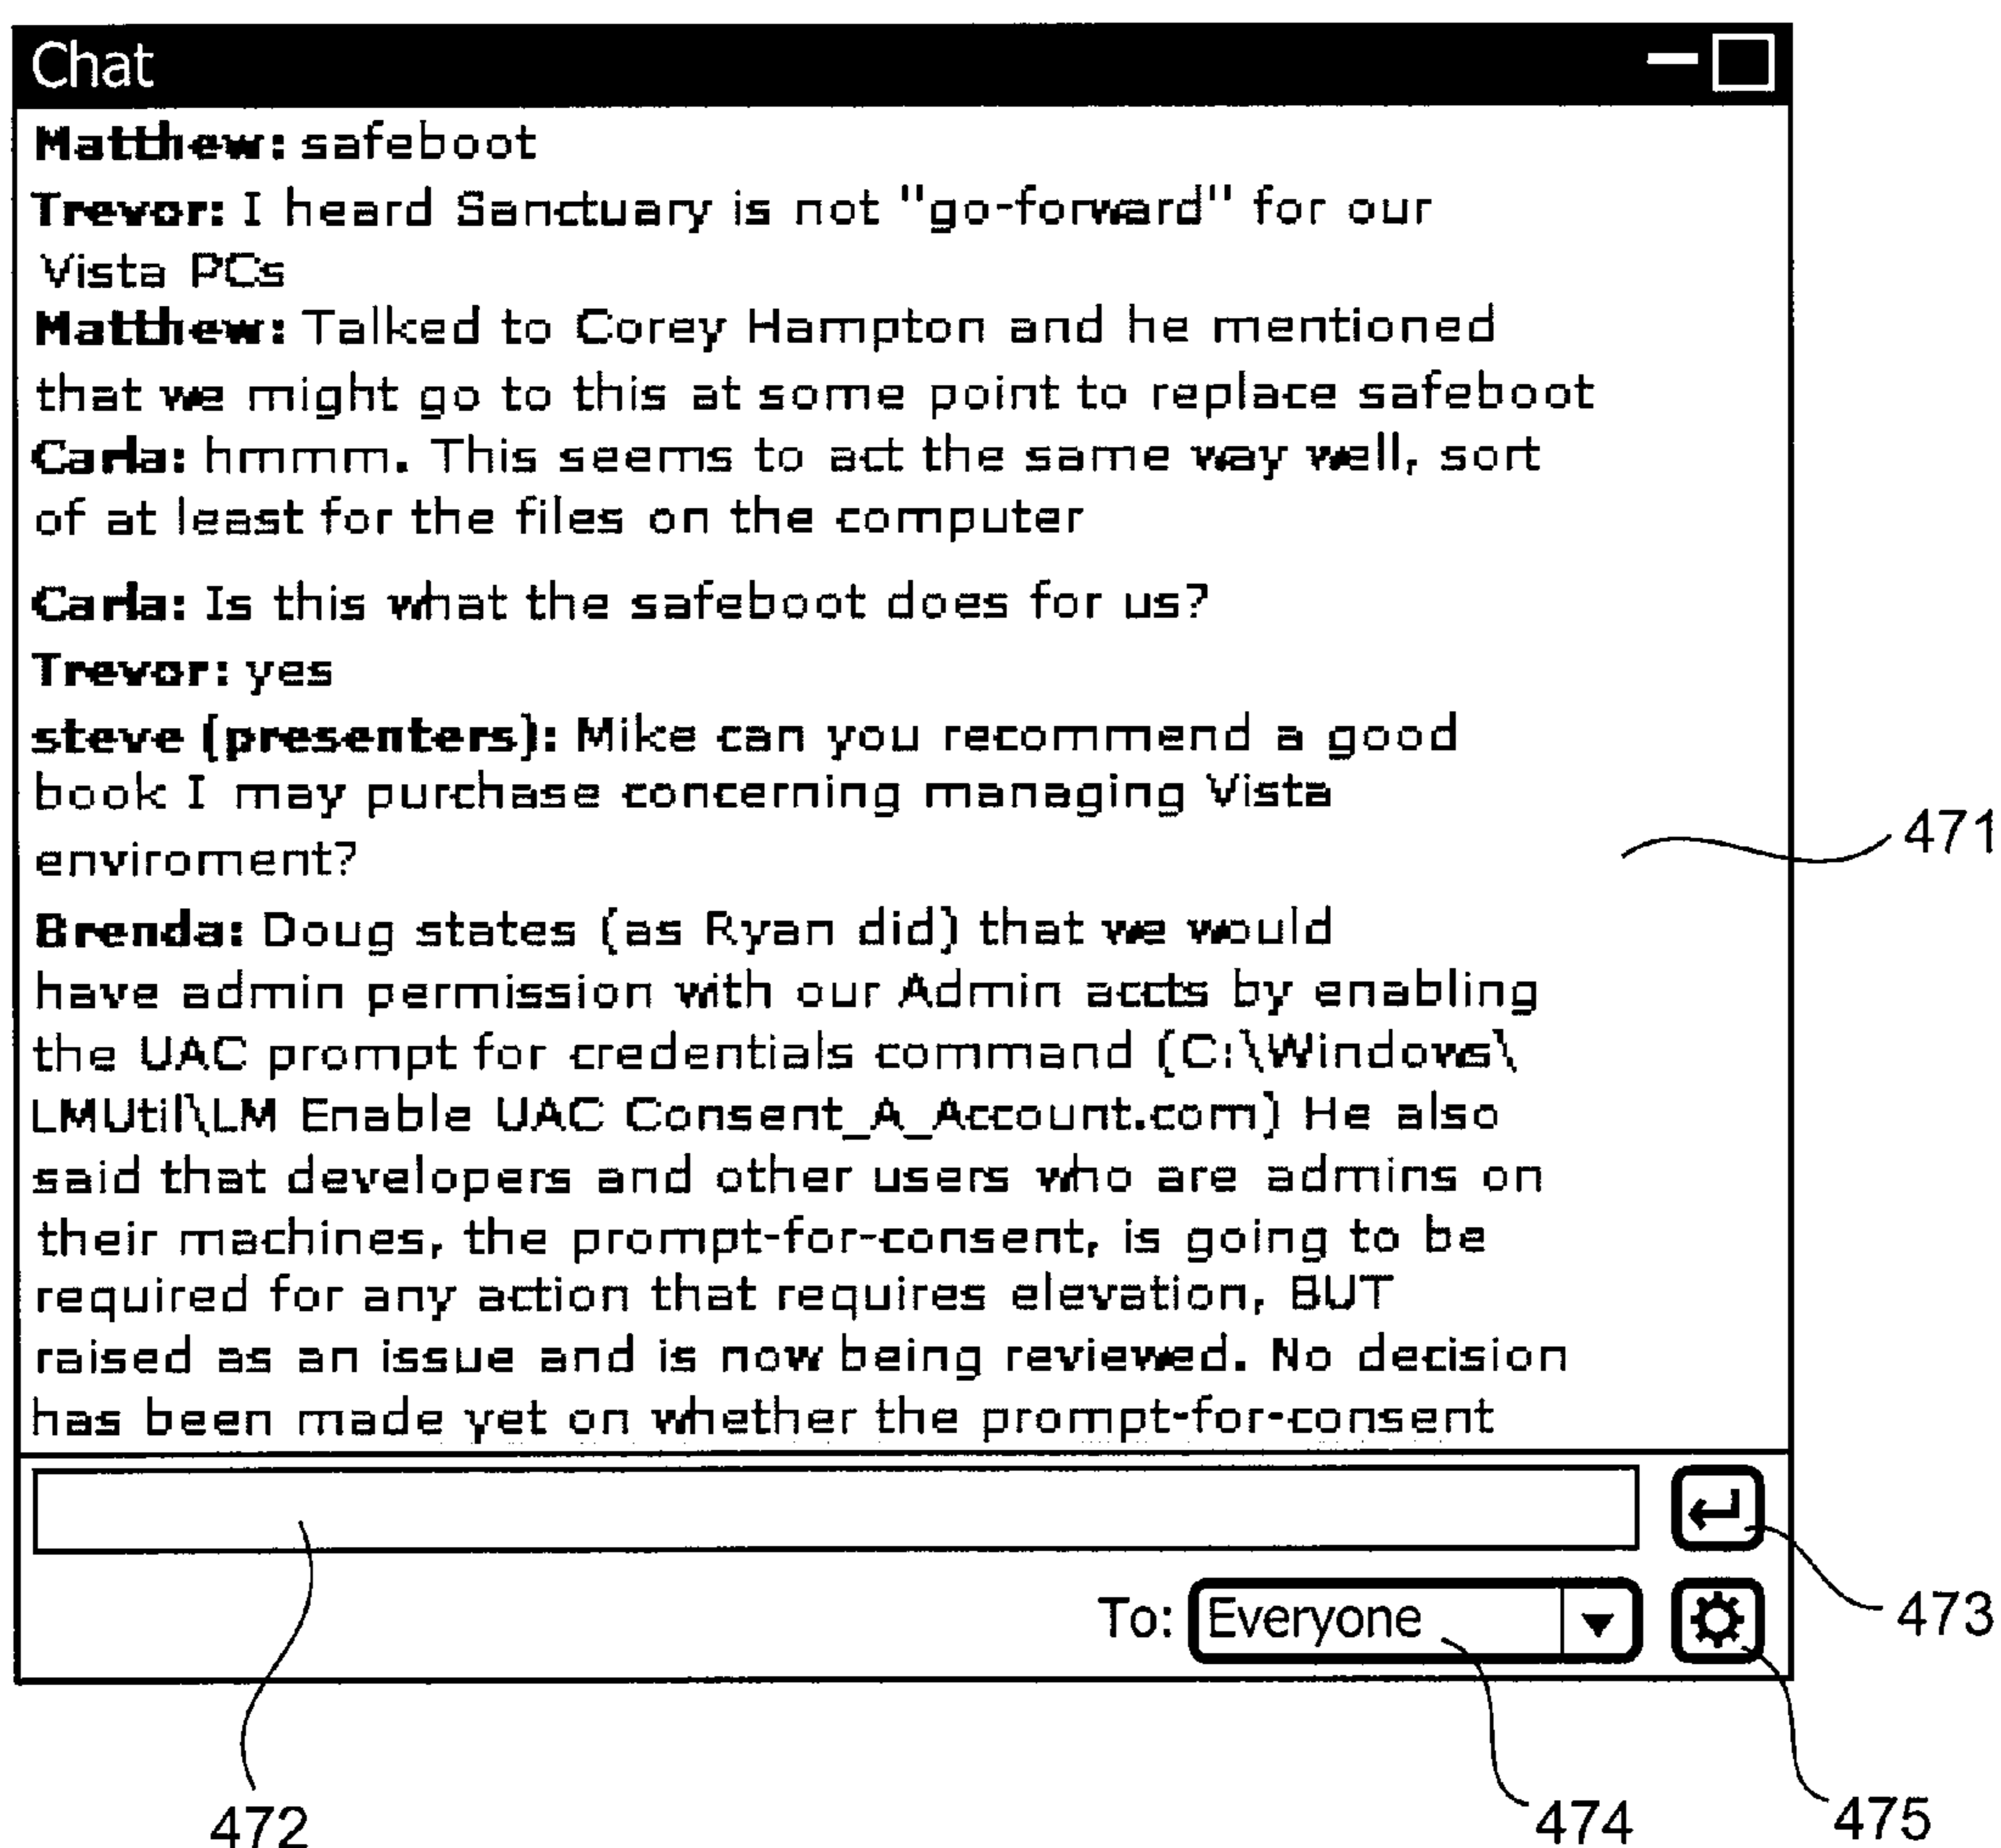 Chat
Matthew: safeboot
Trevor: I heard Sanctuary is not "go-forward" for our
Vista PCs
Matthew: Talked to Corey Hampton and he mentioned
that we might go to this at some point to replace safeboot
Carla: hmmm. This seems to act the same way well, sort
of at least for the files on the computer
Carla: Is this what the safeboot does for us?
Trevor: yes
steve (presenters): Mike can you recommend a good
book I may purchase concerning managing Vista
enviroment?
471
Brenda: Doug states (as Ryan did) that we would
have admin permission with our Admin accts by enabling
the UAC prompt for credentials command (C:\Windows\
LMUtil\LM Enable UAC Consent_A_Account.com) He also
said that developers and other users who are admins on
their machines, the prompt-for-consent, is going to be
required for any action that requires elevation, BUT
raised as an issue and is now being reviewed. No decision
has been made yet on whether the prompt-for-consent
To: Everyone
473
472
474
475